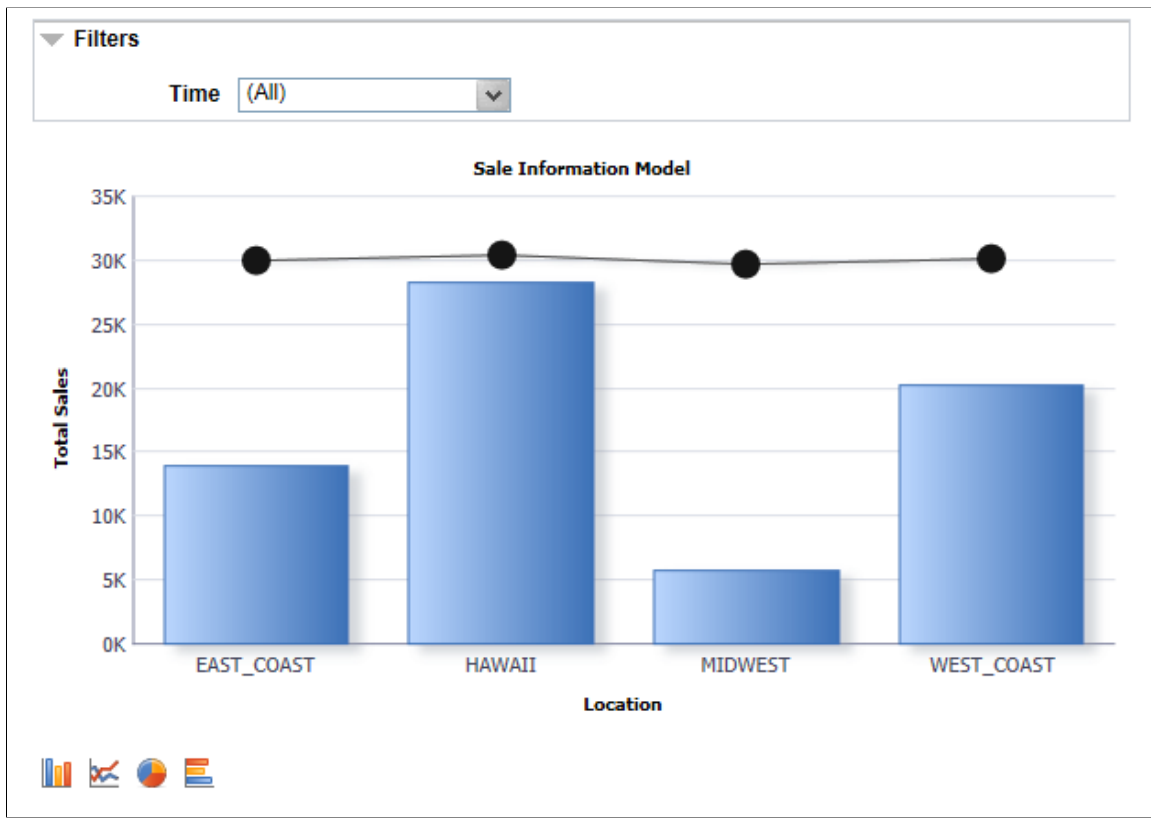 Filters
Time (All)
Sale Information Model
35K
30K
25K
20K
15K
10K
5K
0K
Total Sales
EAST_COAST HAWAII MIDWEST WEST_COAST
Location